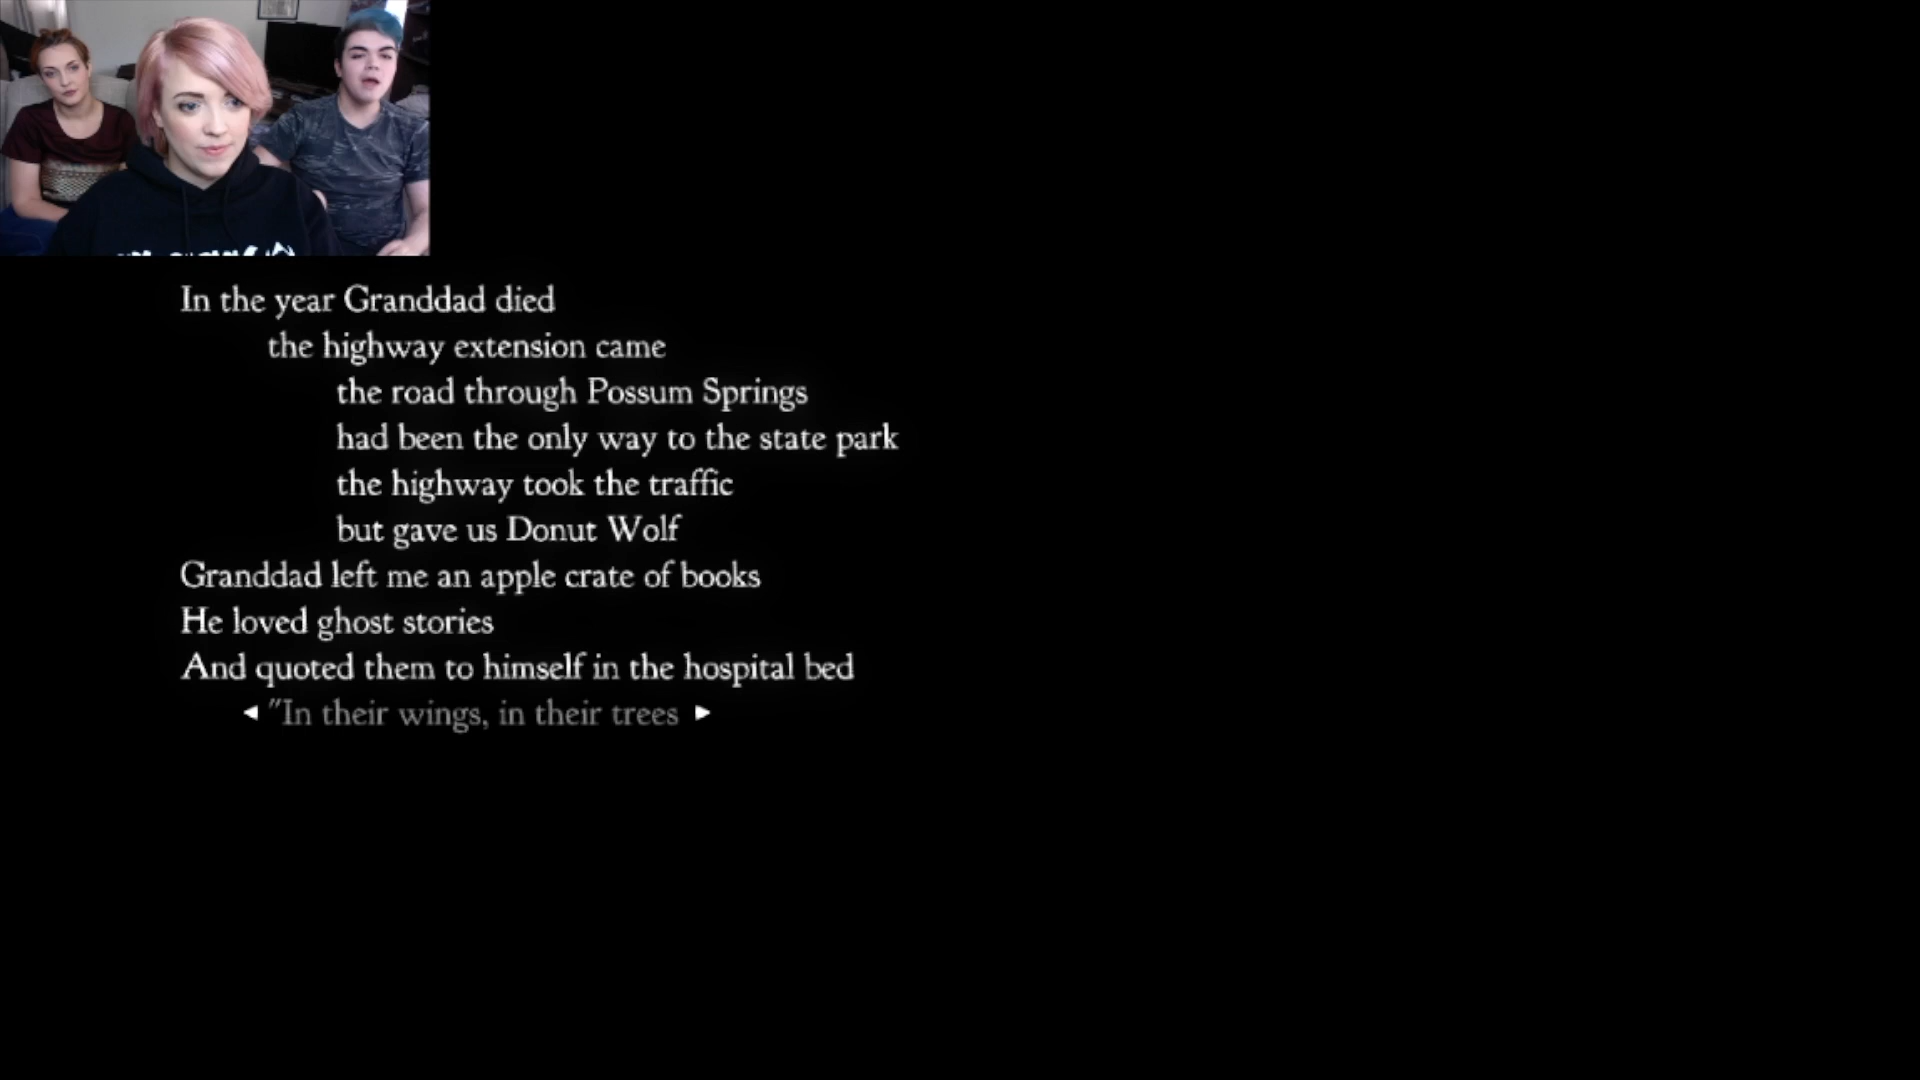 In the year Granddad died
the highway extension came
the road through Possum Springs
had been the only way to the state park
the highway took the traffic
but gave us Donut Wolf
Granddad left me an apple crate of books
He loved ghost stories
And quoted them to himself in the hospital bed
"In their wings, in their trees